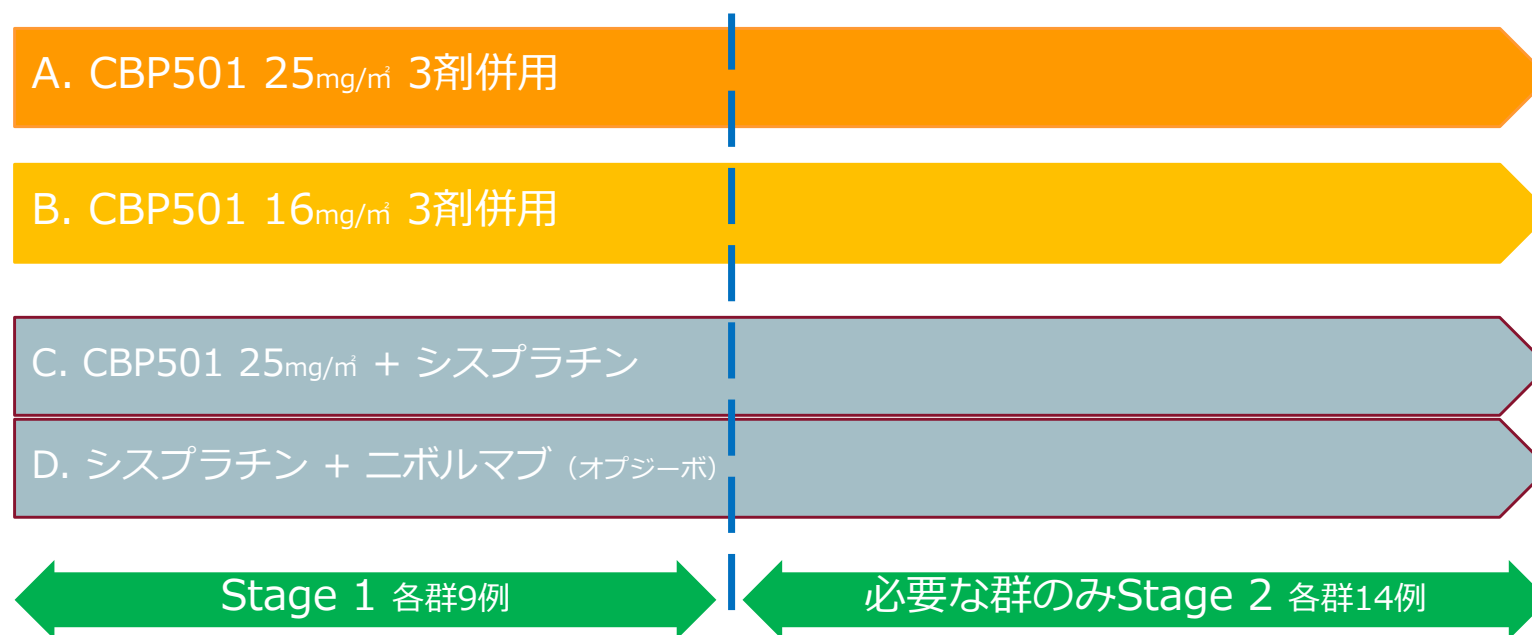 A. CBP501 25mg/㎡ 3剤併用
B. CBP501 16mg/㎡ 3剤併用
C. CBP501 25mg/㎡ + シスプラチン
D. シスプラチン + ニボルマブ（オプジーボ）
Stage 1 各群9例
必要な群のみStage 2 各群14例